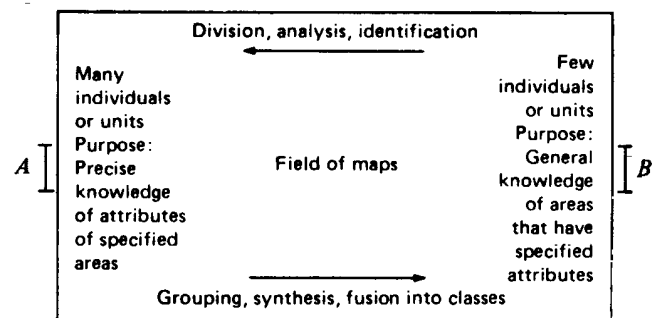 Division, analysis, identification
Many
individuals
or units
Purpose:
Precise
knowledge
of attributes
of specified
areas
A
Field of maps
Few
individuals
or units
Purpose:
General
knowledge
of areas
that have
specified
attributes
B
Grouping, synthesis, fusion into classes